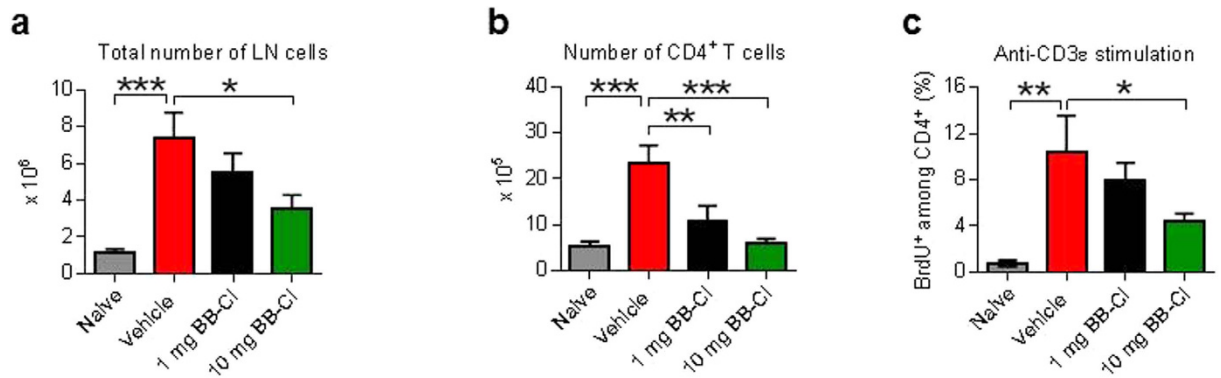 a
Total number of LN cells
*** *
10
8
6
4
2
0
x 10⁶
Naive
Vehicle
1 mg BB-Cl
10 mg BB-Cl
b
Number of CD4⁺ T cells
*** ***
**
40
30
20
10
0
x 10⁵
Naive
Vehicle
1 mg BB-Cl
10 mg BB-Cl
c
Anti-CD3ε stimulation
** *
16
12
8
4
0
BrdU⁺ among CD4⁺ (%)
Naive
Vehicle
1 mg BB-Cl
10 mg BB-Cl